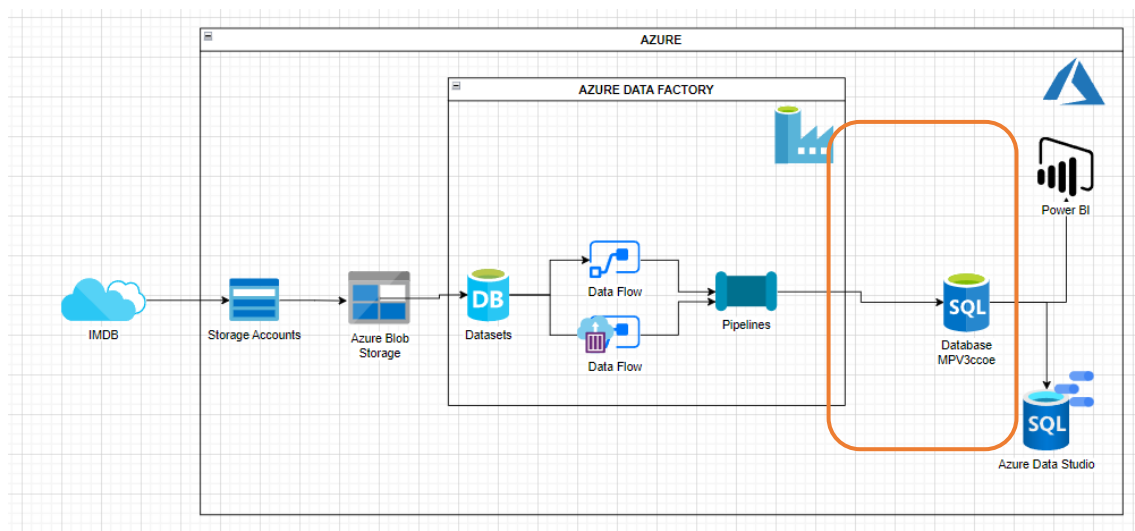 AZURE
AZURE DATA FACTORY
Power BI
Data Flow
DB
SQL
IMDB
Storage Accounts
Azure Blob
Storage
Datasets
Pipelines
Database
MPV3ccoe
Data Flow
SQL
Azure Data Studio